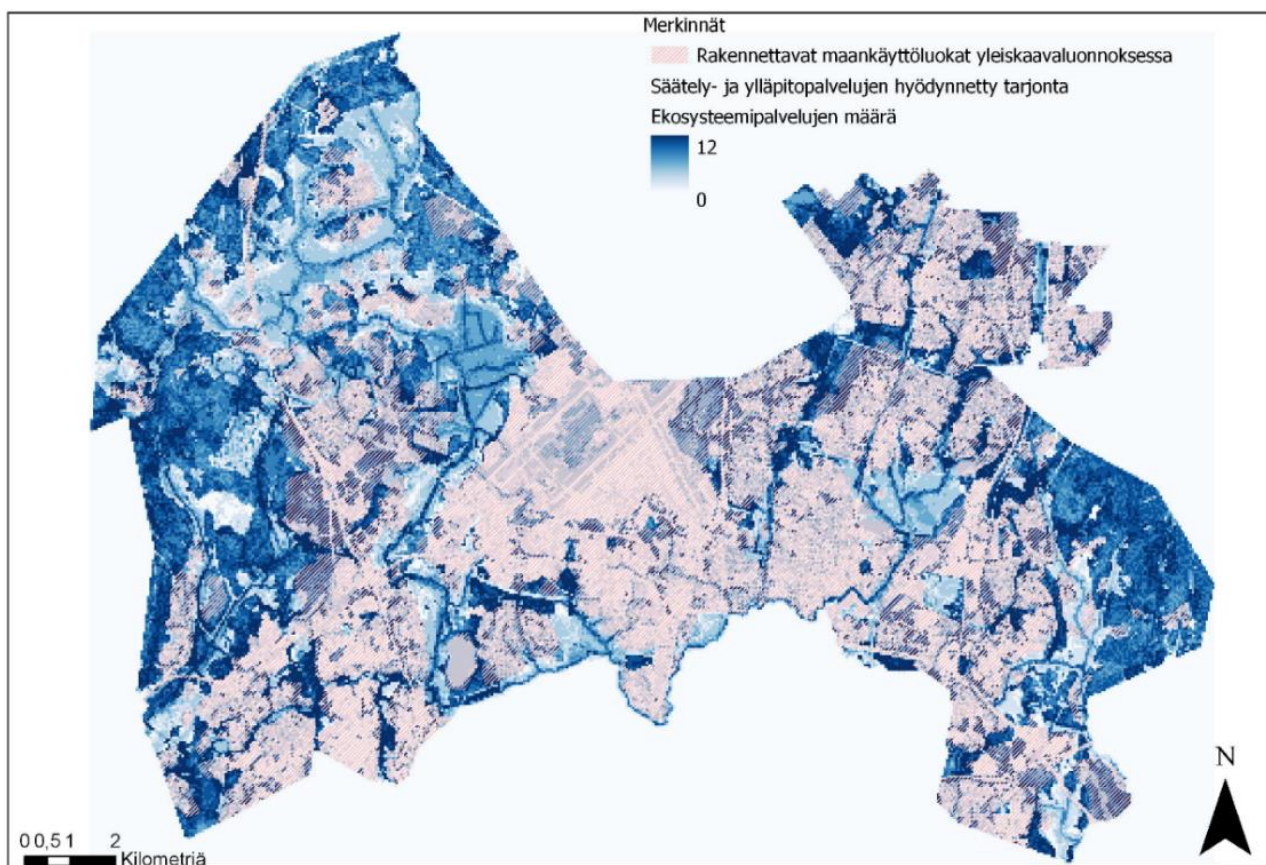 Merkinnät
Rakennettavat maankäyttöluokat yleiskaavaluonnoksessa
Säätely- ja ylläpitopalvelujen hyödynnetty tarjonta
Ekosysteemipalvelujen määrä
12
0
N
0 0,5 1 2
Kilometriä